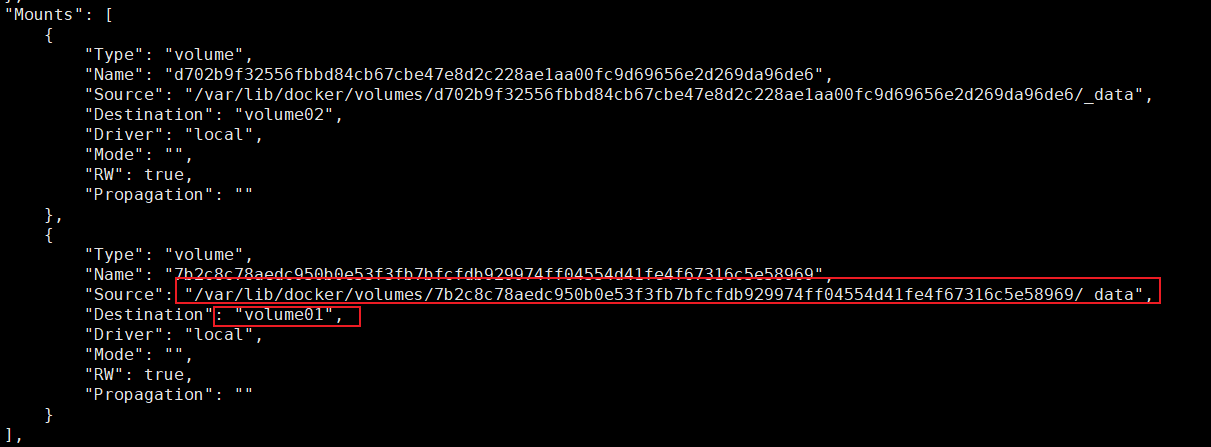 "Mounts": [
{
"Type": "volume",
"Name": "d702b9f32556fbbd84cb67cbe47e8d2c228ae1aa00fc9d69656e2d269da96de6",
"Source": "/var/lib/docker/volumes/d702b9f32556fbbd84cb67cbe47e8d2c228ae1aa00fc9d69656e2d269da96de6/_data",
"Destination": "volume02",
"Driver": "local",
"Mode": "",
"RW": true,
"Propagation": ""
},
{
"Type": "volume",
"Name": "7b2c8c78aedc950b0e53f3fb7bfcfdb929974ff04554d41fe4f67316c5e58969",
"Source": "/var/lib/docker/volumes/7b2c8c78aedc950b0e53f3fb7bfcfdb929974ff04554d41fe4f67316c5e58969/_data",
"Destination": "volume01",
"Driver": "local",
"Mode": "",
"RW": true,
"Propagation": ""
}
],